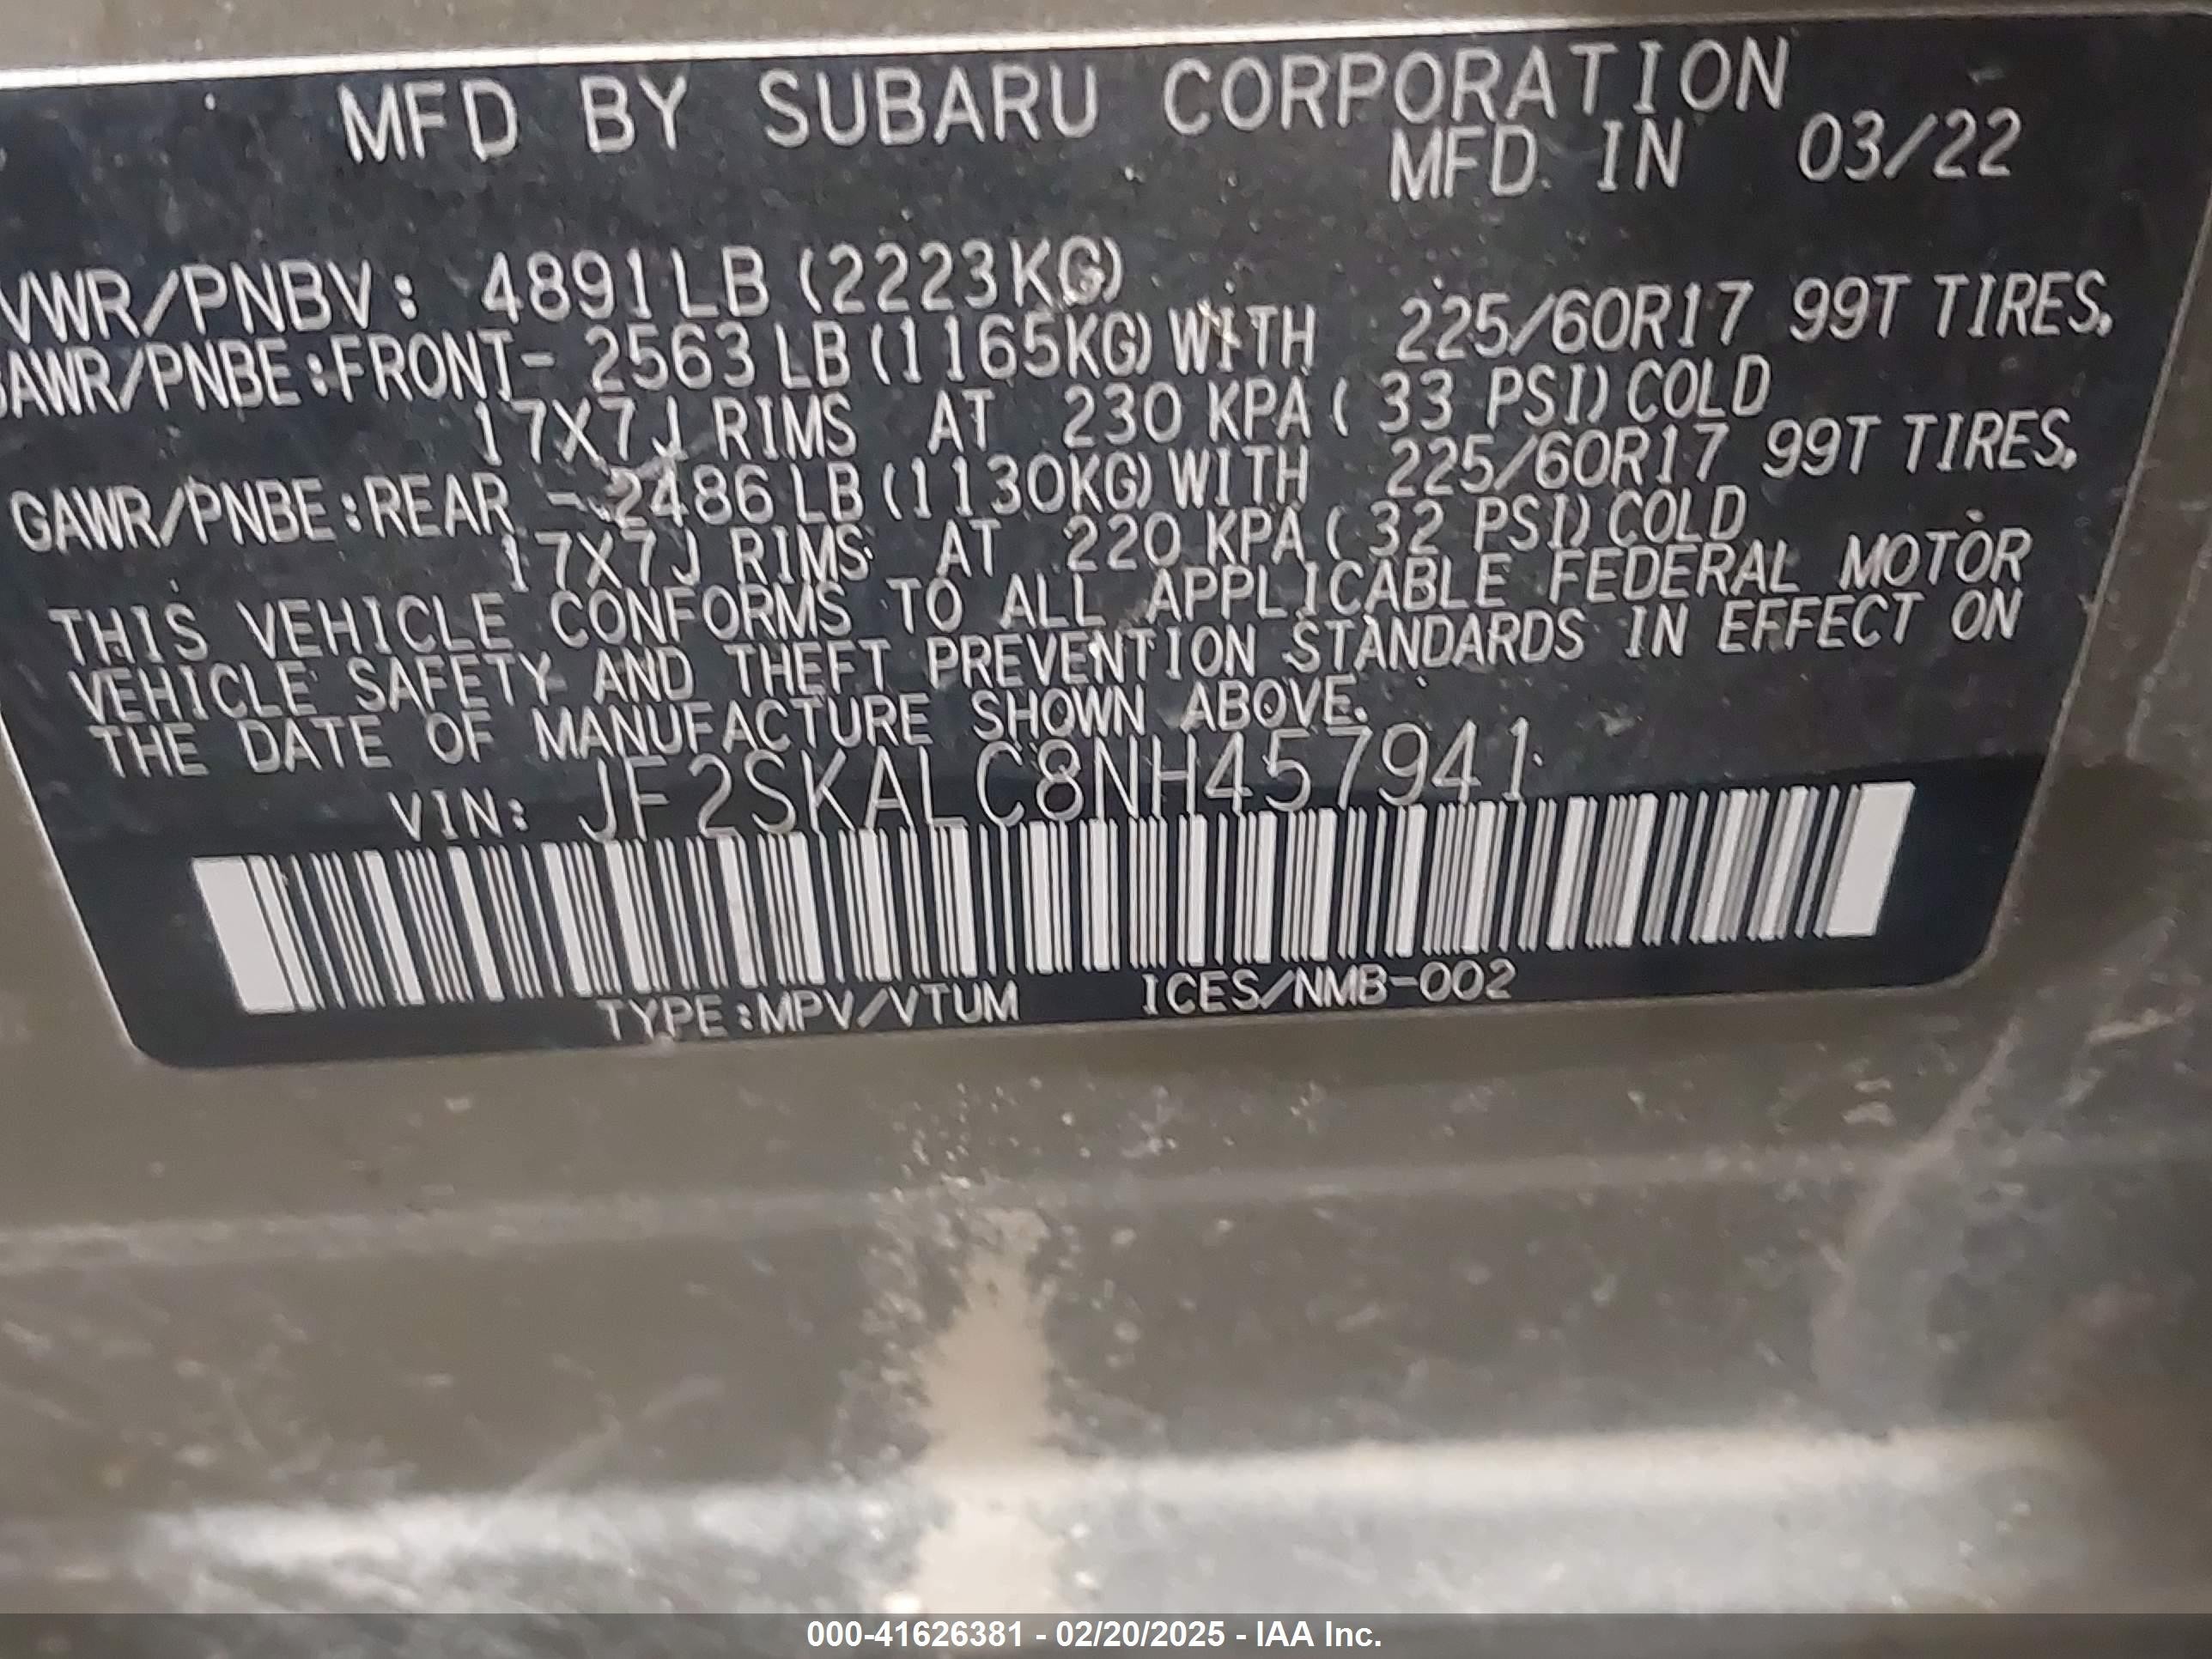 MFD BY SUBARU CORPORATION
MFD IN 03/22
VWR/PNBV: 4891LB (2223KG)
GAWR/PNBE:FRONT- 2563 LB (1165KG) WITH 225/60R17 99T TIRES,
17X7J RIMS AT 230 KPA ( 33 PSI) COLD
GAWR/PNBE:REAR - 2486 LB (1130KG) WITH 225/60R17 99T TIRES,
17X7J RIMS AT 220 KPA ( 32 PSI) COLD
THIS VEHICLE CONFORMS TO ALL APPLICABLE FEDERAL MOTOR
VEHICLE SAFETY AND THEFT PREVENTION STANDARDS IN EFFECT ON
THE DATE OF MANUFACTURE SHOWN ABOVE.
VIN: JF2SKALC8NH457941
TYPE:MPV/VTUM ICES/NMB-002
000-41626381 - 02/20/2025 - IAA Inc.